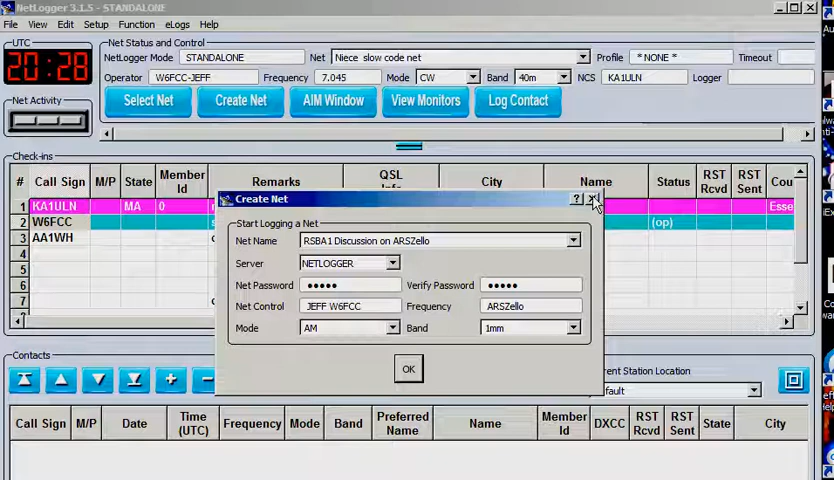 NetLogger 3.1.5 - STANDALONE
File View Edit Setup Function eLogs Help
UTC
20:28
Net Status and Control
NetLogger Mode STANDALONE Net Niece slow code net Profile * NONE * Timeout
Operator W6FCC-JEFF Frequency 7.045 Mode CW Band 40m NCS KA1ULN Logger
Net Activity
Select Net Create Net AIM Window View Monitors Log Contact
Check-ins
# Call Sign M/P State Member Id Remarks QSL City Name Status RST Rcvd RST Sent Cou
1 KA1ULN MA 0 Esse
2 W6FCC (op)
3 AA1WH
4
5
6
7
Create Net
Start Logging a Net
Net Name RSBA1 Discussion on ARSZello
Server NETLOGGER
Net Password ••••• Verify Password •••••
Net Control JEFF W6FCC Frequency ARSZello
Mode AM Band 1mm
OK
Contacts
rent Station Location
fault
Call Sign M/P Date Time (UTC) Frequency Mode Band Preferred Name Name Member Id DXCC RST Rcvd RST Sent State City